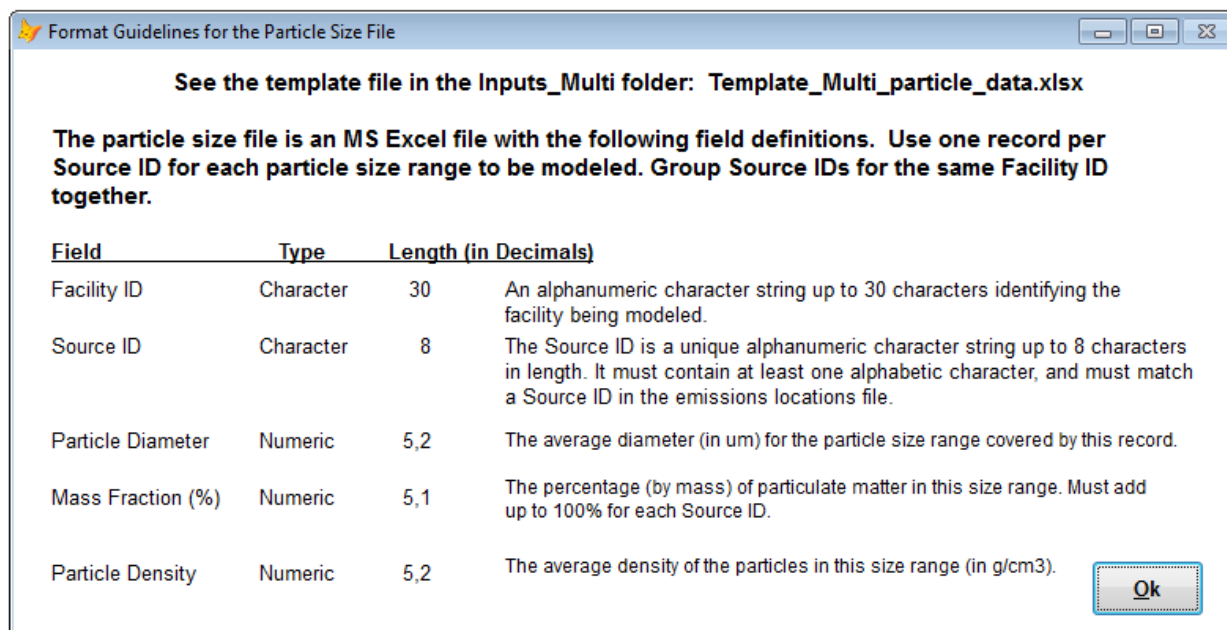 Format Guidelines for the Particle Size File
See the template file in the Inputs_Multi folder: Template_Multi_particle_data.xlsx
The particle size file is an MS Excel file with the following field definitions. Use one record per
Source ID for each particle size range to be modeled. Group Source IDs for the same Facility ID
together.
Field Type Length (in Decimals)
Facility ID Character 30 An alphanumeric character string up to 30 characters identifying the
facility being modeled.
Source ID Character 8 The Source ID is a unique alphanumeric character string up to 8 characters
in length. It must contain at least one alphabetic character, and must match
a Source ID in the emissions locations file.
Particle Diameter Numeric 5,2 The average diameter (in um) for the particle size range covered by this record.
Mass Fraction (%) Numeric 5,1 The percentage (by mass) of particulate matter in this size range. Must add
up to 100% for each Source ID.
Particle Density Numeric 5,2 The average density of the particles in this size range (in g/cm3).
Ok